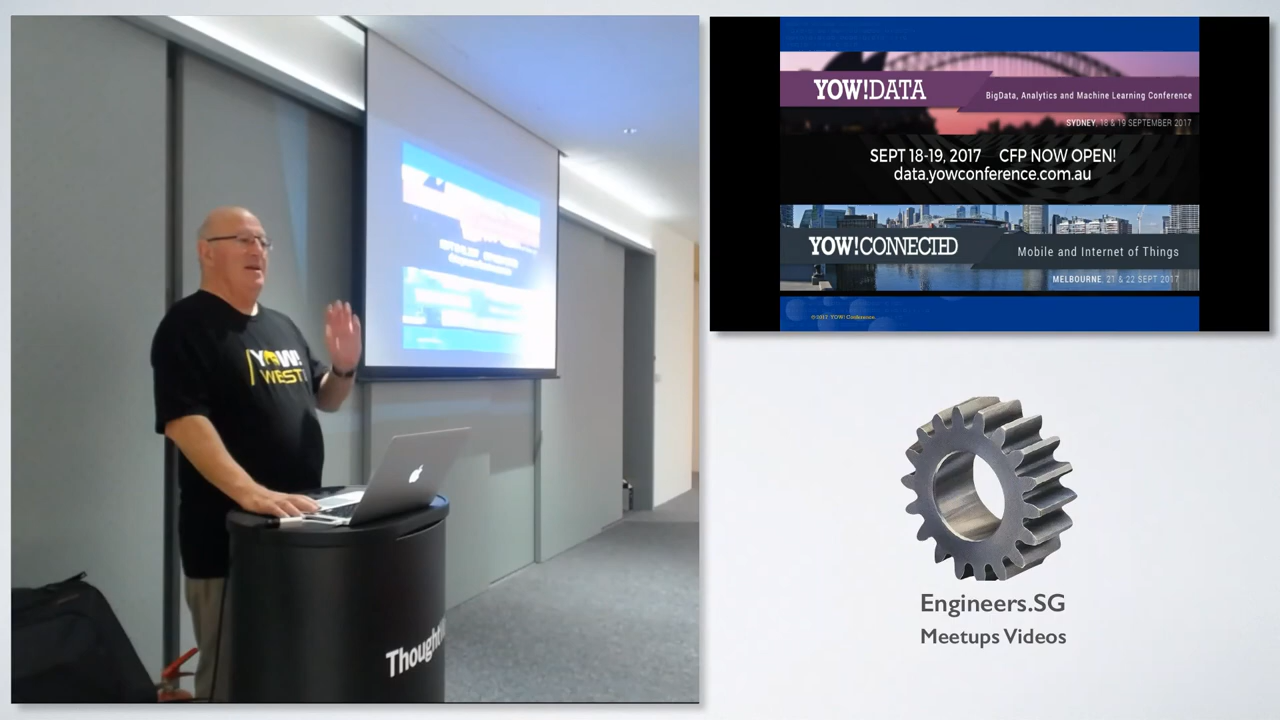 YOW!
WEST
Thought
YOW!DATA
BigData, Analytics and Machine Learning Conference
SYDNEY, 18 & 19 SEPTEMBER 2017
SEPT 18-19, 2017 CFP NOW OPEN!
data.yowconference.com.au
YOW!CONNECTED
Mobile and Internet of Things
MELBOURNE, 21 & 22 SEPT 2017
©2017 YOW! Conference
Engineers.SG
Meetups Videos